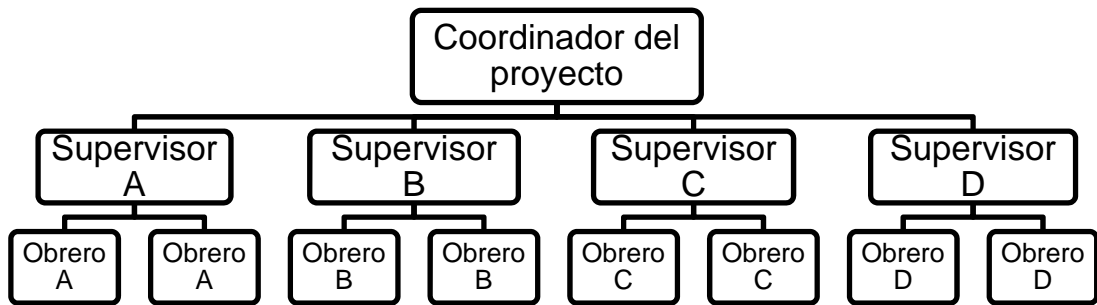 Coordinador del
proyecto
Supervisor
A
Supervisor
B
Supervisor
C
Supervisor
D
Obrero
A
Obrero
A
Obrero
B
Obrero
B
Obrero
C
Obrero
C
Obrero
D
Obrero
D